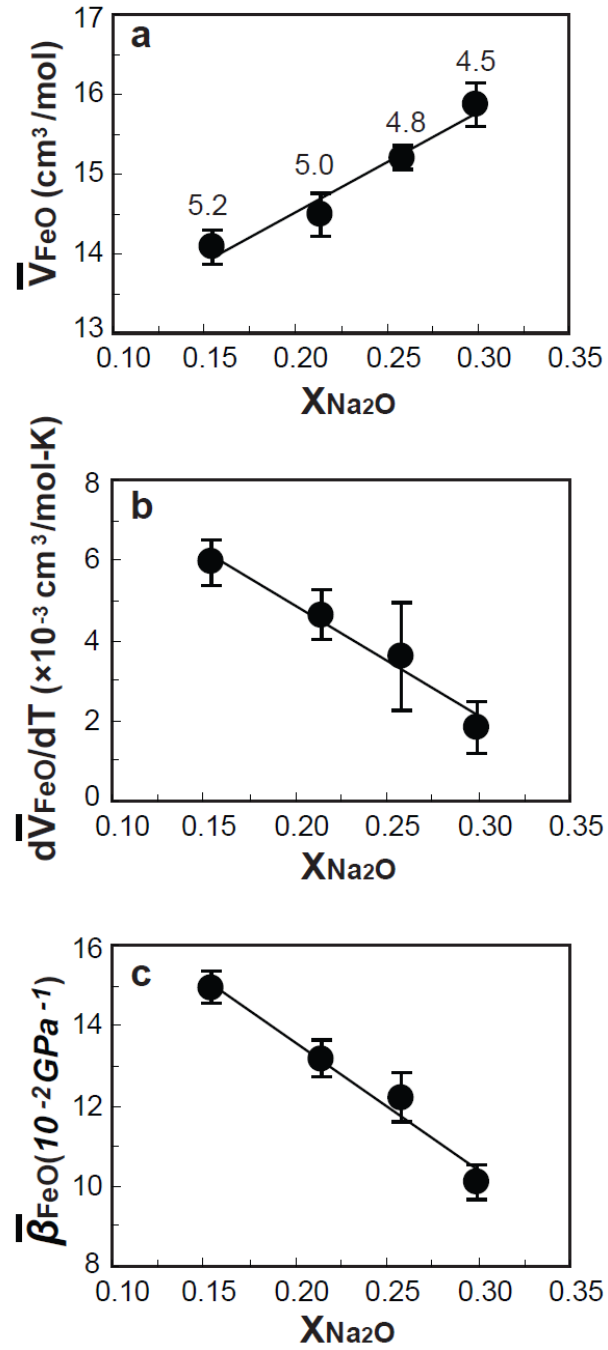 a
17
16
15
14
13
V̅FeO (cm³/mol)
5.2
5.0
4.8
4.5
0.10 0.15 0.20 0.25 0.30 0.35
XNa2O
b
8
6
4
2
0
dV̅FeO/dT (×10⁻³ cm³/mol-K)
0.10 0.15 0.20 0.25 0.30 0.35
XNa2O
c
16
14
12
10
8
β̅FeO(10⁻²GPa⁻¹)
0.10 0.15 0.20 0.25 0.30 0.35
XNa2O